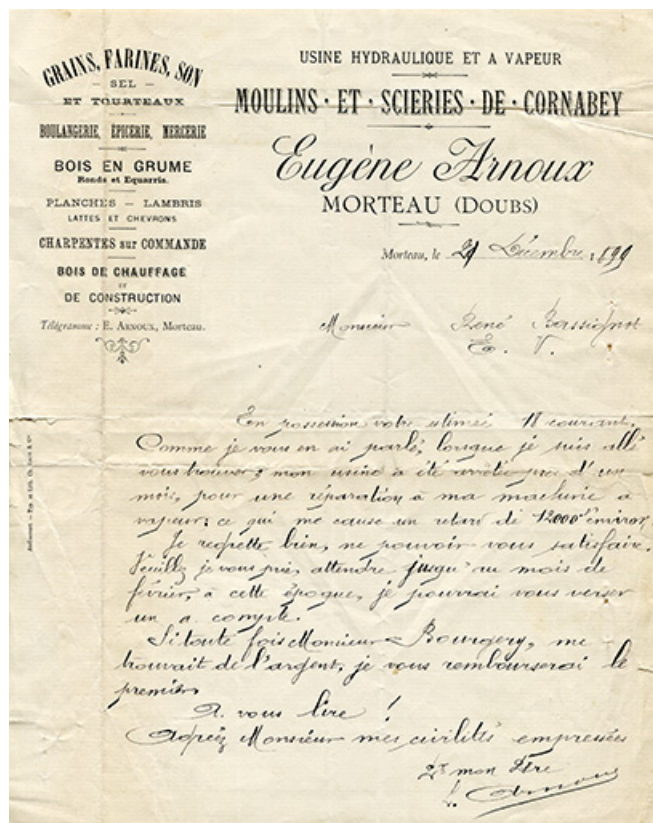 GRAINS, FARINES, SON
— SEL —
ET TOURTEAUX
BOULANGERIE, ÉPICERIE, MERCERIE
BOIS EN GRUME
Ronds et Equarris.
PLANCHES — LAMBRIS
LATTES ET CHEVRONS
CHARPENTES sur COMMANDE
BOIS DE CHAUFFAGE
ET
DE CONSTRUCTION
Télégramme : E. ARNOUX, Morteau.
USINE HYDRAULIQUE ET A VAPEUR
MOULINS · ET · SCIERIES · DE · CORNABEY
Eugène Arnoux
MORTEAU (DOUBS)
Morteau, le 21 Décembre 1899
Monsieur René Bassignot
E. V.
En possession votre estimée 18 courant.
Comme je vous en ai parlé, lorsque je suis allé
vous trouver; mon usine a été arrêtée près d'un
mois, pour une réparation à ma machine à
vapeur; ce qui me cause un retard de 12000 f environ
Je regrette bien, ne pouvoir vous satisfaire.
Veuillez je vous prie, attendre jusqu'au mois de
février, à cette époque, je pourrai vous verser
un a compte.
Si toute fois Monsieur Bourgery, me
trouvait de l'argent, je vous rembourserai le
premier
A vous lire !
Agréez Monsieur mes civilités empressées
E. Arnoux